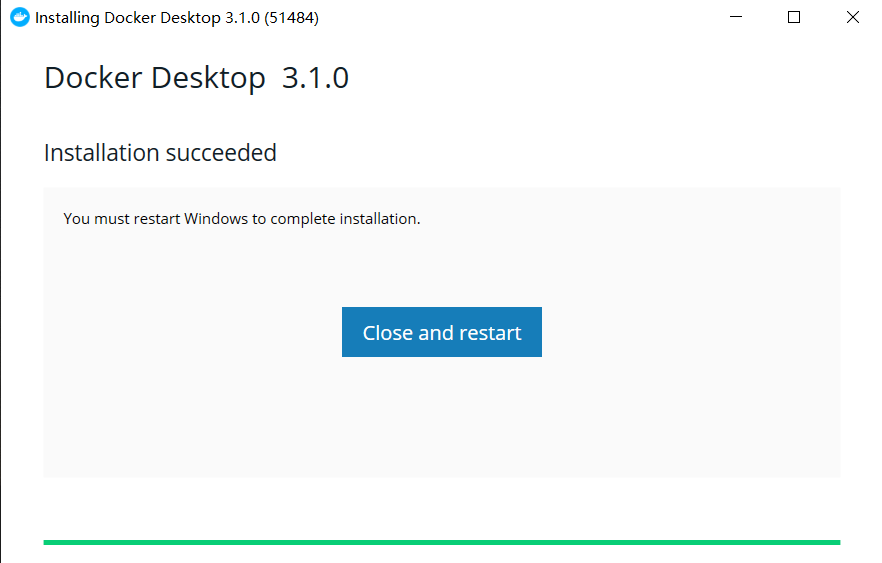 Installing Docker Desktop 3.1.0 (51484)
Docker Desktop 3.1.0
Installation succeeded
You must restart Windows to complete installation.
Close and restart